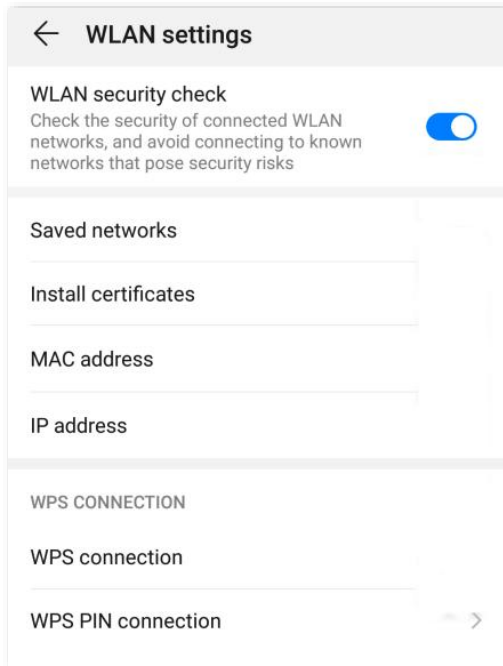 WLAN settings
WLAN security check
Check the security of connected WLAN
networks, and avoid connecting to known
networks that pose security risks
Saved networks
Install certificates
MAC address
IP address
WPS CONNECTION
WPS connection
WPS PIN connection